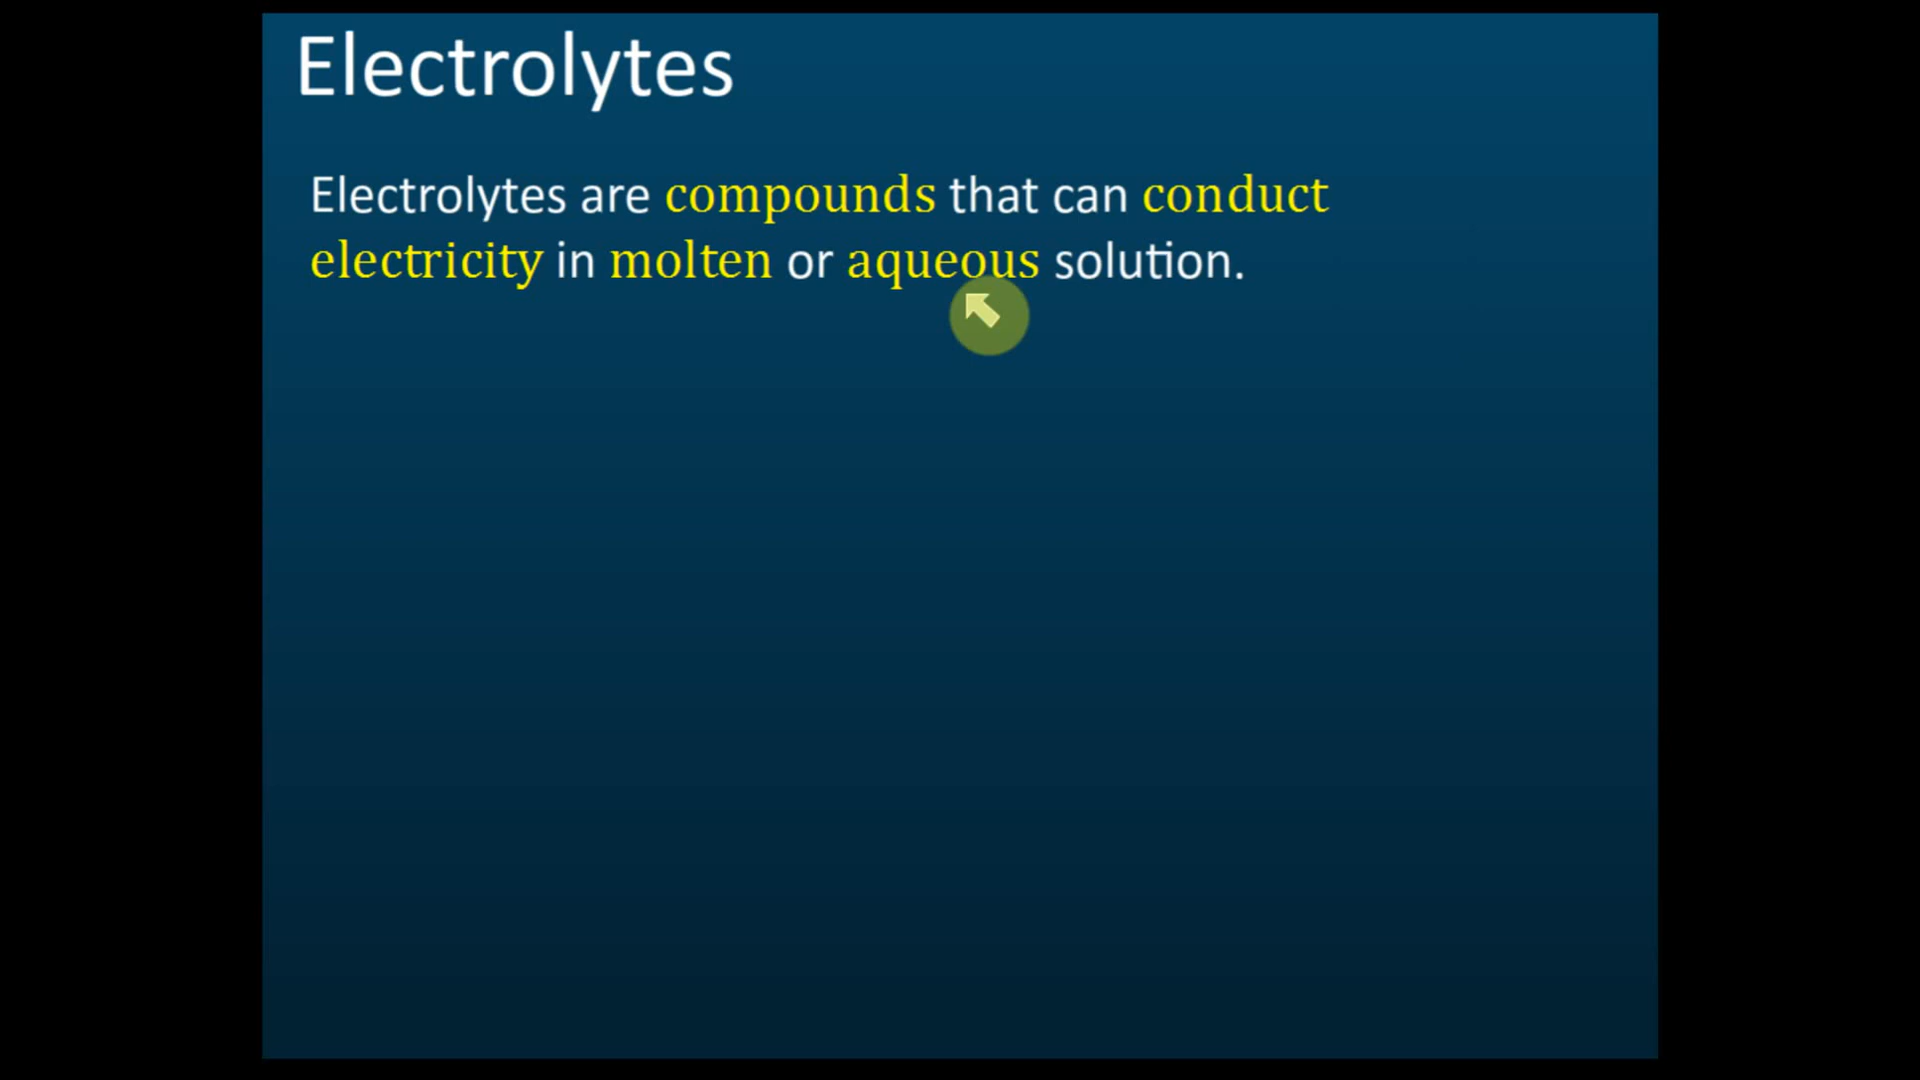 Electrolytes
Electrolytes are compounds that can conduct
electricity in molten or aqueous solution.